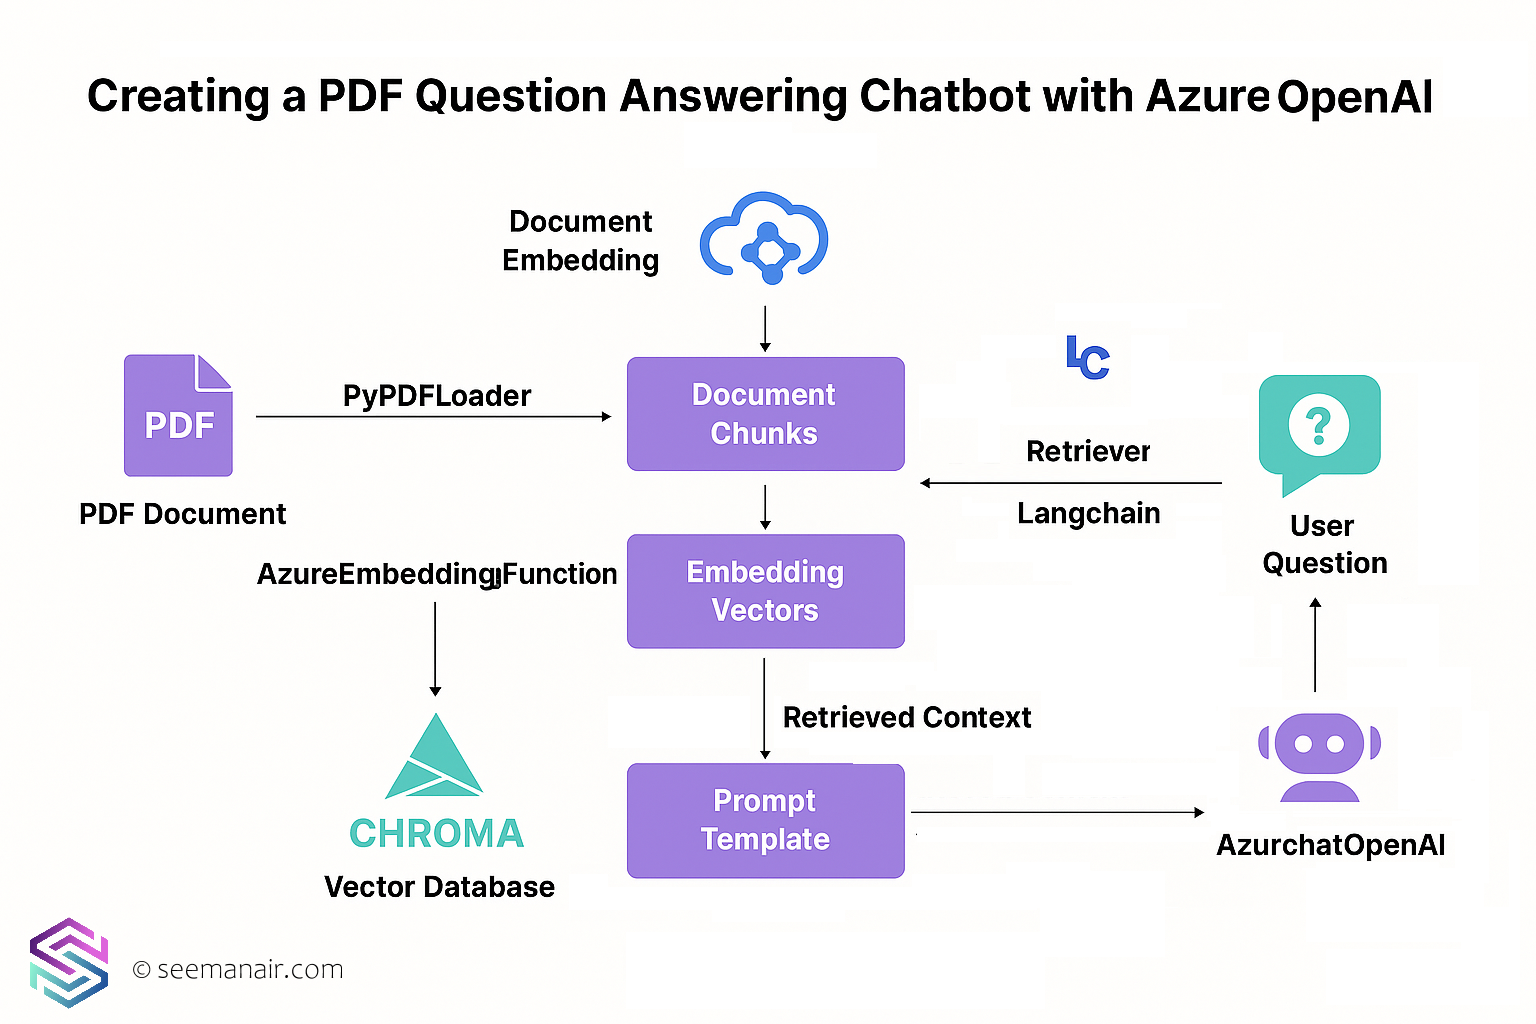 Creating a PDF Question Answering Chatbot with Azure OpenAI
Document
Embedding
PDF
PDF Document
PyPDFLoader
Document
Chunks
LC
Retriever
Langchain
?
User
Question
AzureEmbeddingFunction
Embedding
Vectors
Retrieved Context
CHROMA
Vector Database
Prompt
Template
AzurchatOpenAI
© seemanair.com